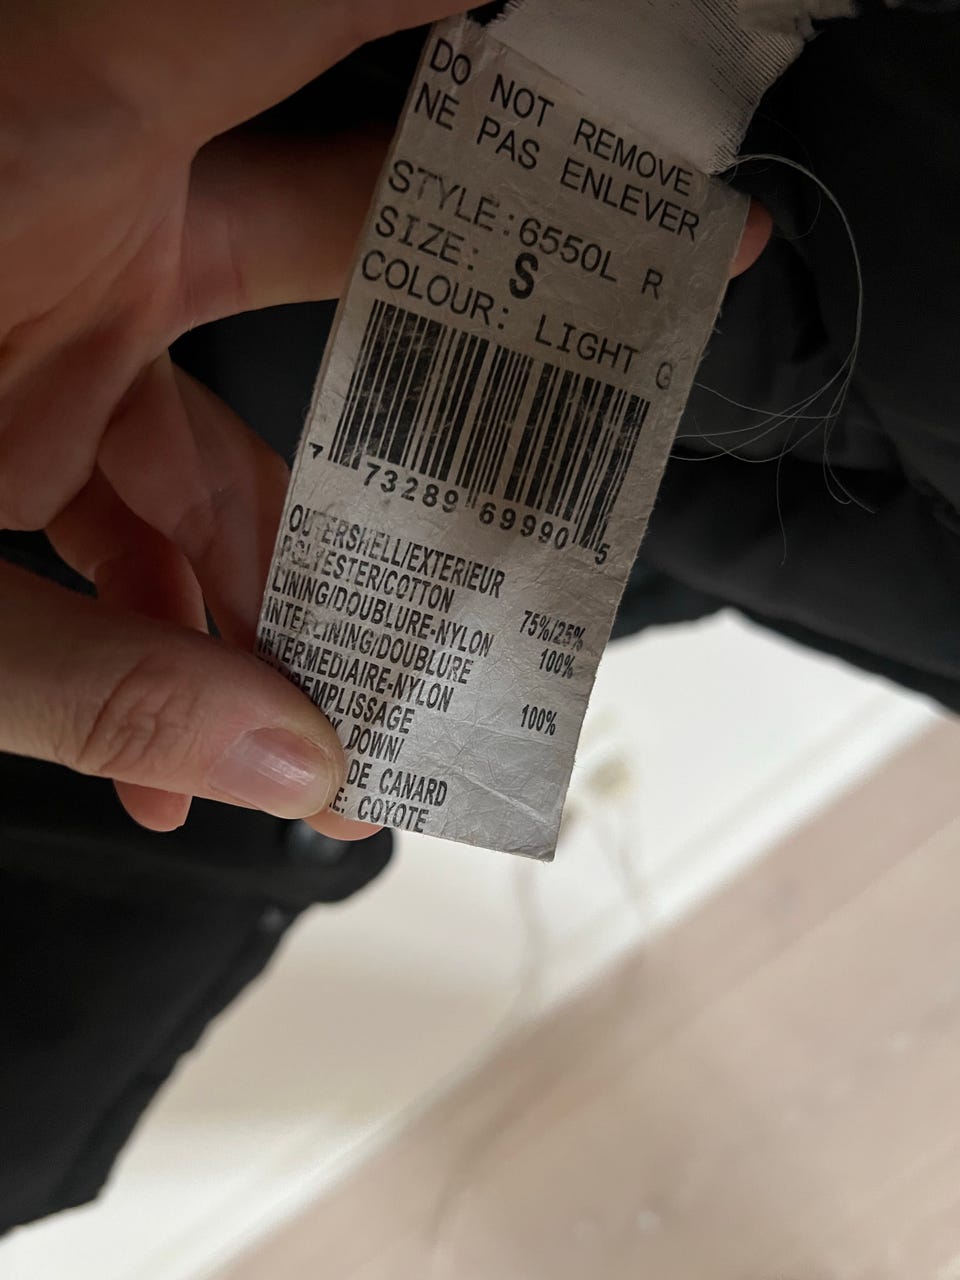 DO NOT REMOVE
NE PAS ENLEVER
STYLE:6550L R
SIZE: S
COLOUR: LIGHT G
7 73289 69990 5
OUTERSHELL/EXTERIEUR
POLYESTER/COTTON 75%/25%
LINING/DOUBLURE-NYLON 100%
INTERLINING/DOUBLURE
INTERMEDIAIRE-NYLON 100%
DOWN/
DE CANARD
COYOTE